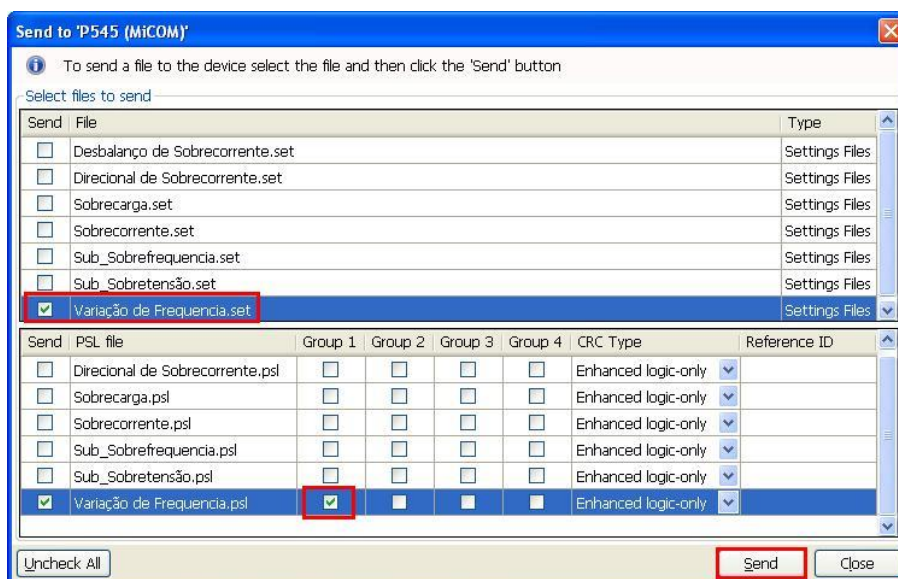 Send to 'P545 (MiCOM)'
To send a file to the device select the file and then click the 'Send' button
Select files to send
Send File Type
Desbalanço de Sobrecorrente.set Settings Files
Direcional de Sobrecorrente.set Settings Files
Sobrecarga.set Settings Files
Sobrecorrente.set Settings Files
Sub_Sobrefrequencia.set Settings Files
Sub_Sobretensão.set Settings Files
Variação de Frequencia.set Settings Files
Send PSL file Group 1 Group 2 Group 3 Group 4 CRC Type Reference ID
Direcional de Sobrecorrente.psl Enhanced logic-only
Sobrecarga.psl Enhanced logic-only
Sobrecorrente.psl Enhanced logic-only
Sub_Sobrefrequencia.psl Enhanced logic-only
Sub_Sobretensão.psl Enhanced logic-only
Variação de Frequencia.psl Enhanced logic-only
Uncheck All Send Close